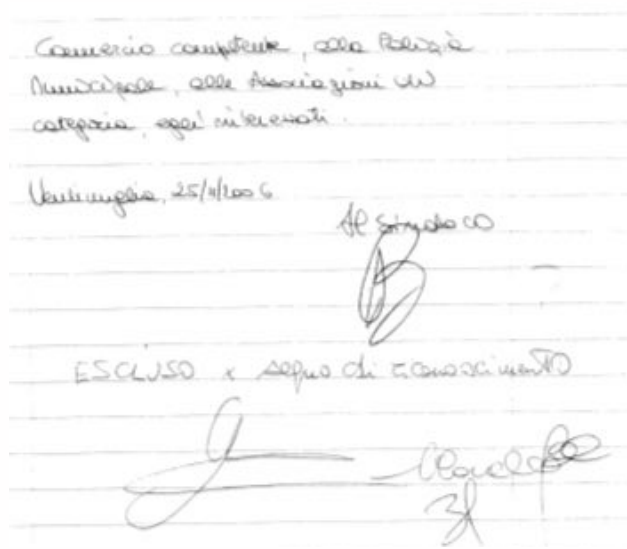 Commercio competente, alla Polizia
Municipale, alle Associazioni di
categoria, agli interessati.
Ventimiglia, 25/11/2006
Il Sindaco
ESCLUSO x segno di riconoscimento